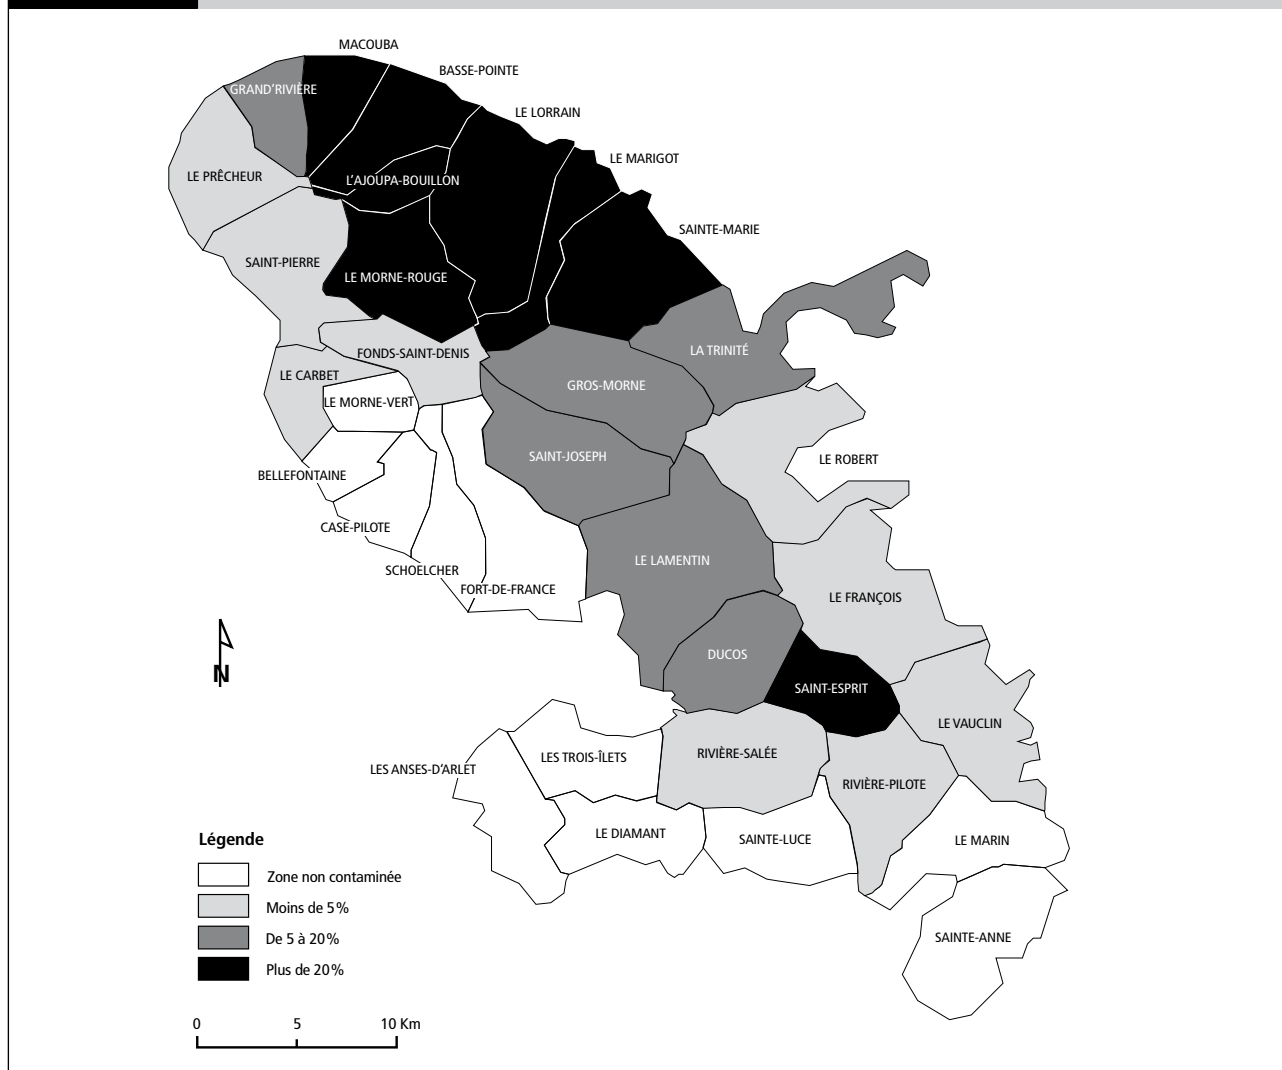 MACOUBA
BASSE-POINTE
GRAND'RIVIÈRE
LE LORRAIN
LE MARIGOT
LE PRÊCHEUR
L'AJOUPA-BOUILLON
SAINTE-MARIE
SAINT-PIERRE
LE MORNE-ROUGE
LA TRINITÉ
FONDS-SAINT-DENIS
LE CARBET
GROS-MORNE
LE MORNE-VERT
SAINT-JOSEPH
LE ROBERT
BELLEFONTAINE
CASE-PILOTE
LE LAMENTIN
SCHOELCHER
FORT-DE-FRANCE
LE FRANÇOIS
DUCOS
N
SAINT-ESPRIT
LE VAUCLIN
LES TROIS-ÎLETS
RIVIÈRE-SALÉE
LES ANSES-D'ARLET
RIVIÈRE-PILOTE
LE DIAMANT
SAINTE-LUCE
LE MARIN
Légende
Zone non contaminée
Moins de 5%
De 5 à 20%
SAINTE-ANNE
Plus de 20%
0 5 10 Km